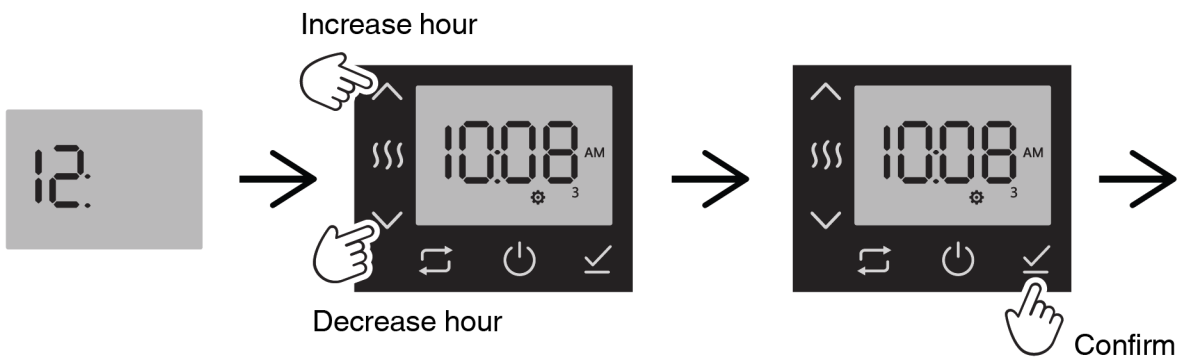 Increase hour
12:
10:08 AM
3
10:08 AM
3
Decrease hour
Confirm